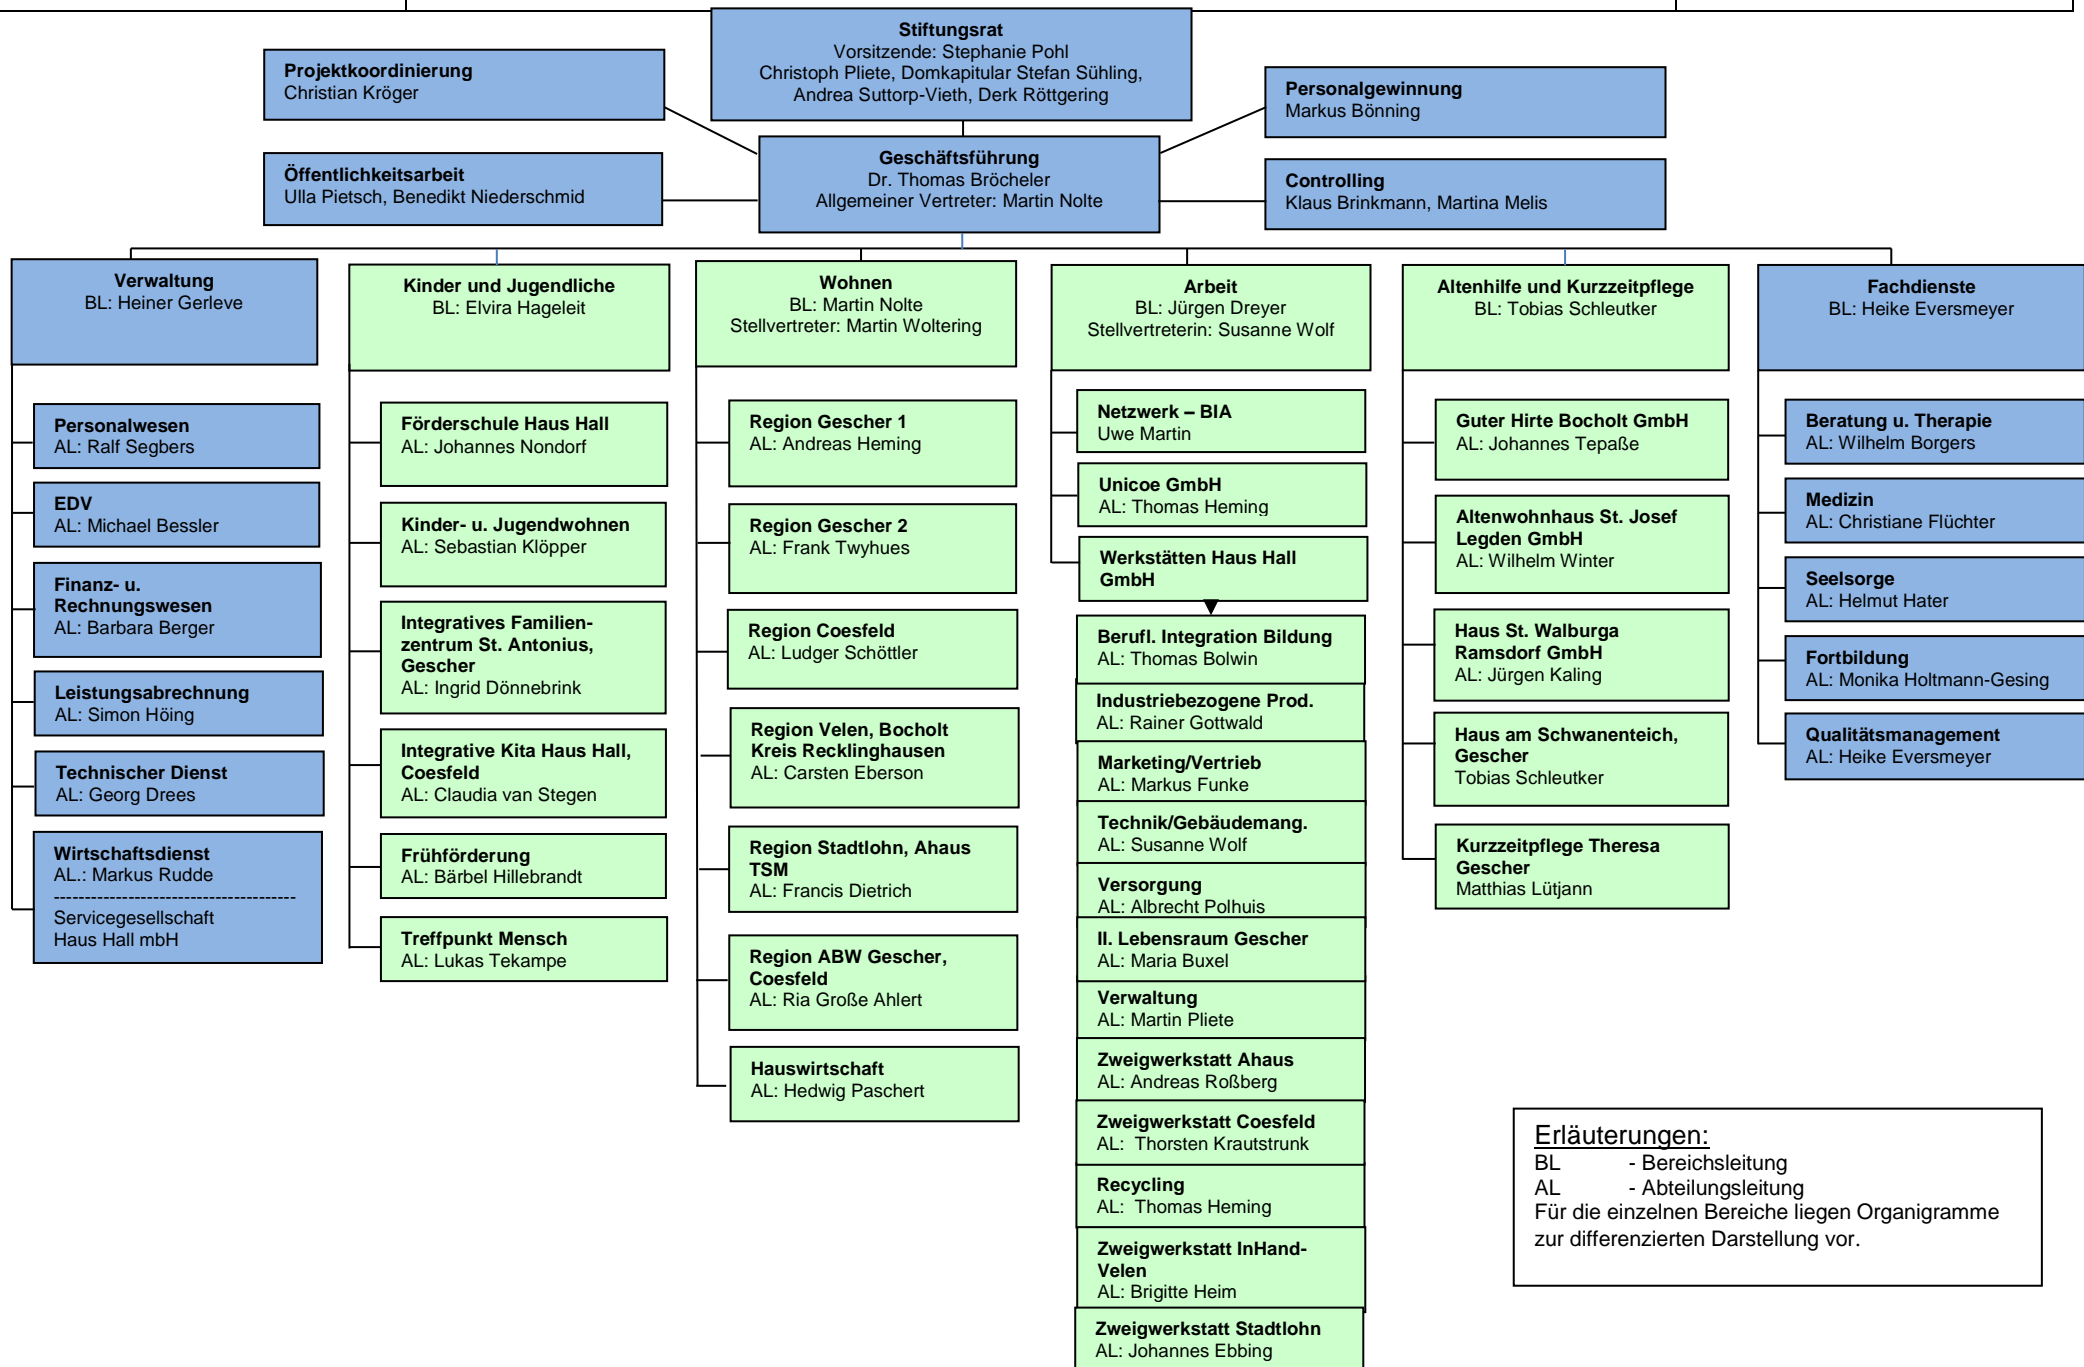 Stiftungsrat
Vorsitzende: Stephanie Pohl
Christoph Pliete, Domkapitular Stefan Sühling,
Andrea Suttorp-Vieth, Derk Röttgering
Projektkoordinierung
Christian Kröger
Personalgewinnung
Markus Bönning
Geschäftsführung
Dr. Thomas Bröcheler
Allgemeiner Vertreter: Martin Nolte
Öffentlichkeitsarbeit
Ulla Pietsch, Benedikt Niederschmid
Controlling
Klaus Brinkmann, Martina Melis
Verwaltung
BL: Heiner Gerleve
Personalwesen
AL: Ralf Segbers
EDV
AL: Michael Bessler
Finanz- u.
Rechnungswesen
AL: Barbara Berger
Leistungsabrechnung
AL: Simon Höing
Technischer Dienst
AL: Georg Drees
Wirtschaftsdienst
AL.: Markus Rudde
----------------------------------------
Servicegesellschaft
Haus Hall mbH
Kinder und Jugendliche
BL: Elvira Hageleit
Förderschule Haus Hall
AL: Johannes Nondorf
Kinder- u. Jugendwohnen
AL: Sebastian Klöpper
Integratives Familien-
zentrum St. Antonius,
Gescher
AL: Ingrid Dönnebrink
Integrative Kita Haus Hall,
Coesfeld
AL: Claudia van Stegen
Frühförderung
AL: Bärbel Hillebrandt
Treffpunkt Mensch
AL: Lukas Tekampe
Wohnen
BL: Martin Nolte
Stellvertreter: Martin Woltering
Region Gescher 1
AL: Andreas Heming
Region Gescher 2
AL: Frank Twyhues
Region Coesfeld
AL: Ludger Schöttler
Region Velen, Bocholt
Kreis Recklinghausen
AL: Carsten Eberson
Region Stadtlohn, Ahaus
TSM
AL: Francis Dietrich
Region ABW Gescher,
Coesfeld
AL: Ria Große Ahlert
Hauswirtschaft
AL: Hedwig Paschert
Arbeit
BL: Jürgen Dreyer
Stellvertreterin: Susanne Wolf
Netzwerk – BIA
Uwe Martin
Unicoe GmbH
AL: Thomas Heming
Werkstätten Haus Hall
GmbH
Berufl. Integration Bildung
AL: Thomas Bolwin
Industriebezogene Prod.
AL: Rainer Gottwald
Marketing/Vertrieb
AL: Markus Funke
Technik/Gebäudemang.
AL: Susanne Wolf
Versorgung
AL: Albrecht Polhuis
II. Lebensraum Gescher
AL: Maria Buxel
Verwaltung
AL: Martin Pliete
Zweigwerkstatt Ahaus
AL: Andreas Roßberg
Zweigwerkstatt Coesfeld
AL: Thorsten Krautstrunk
Recycling
AL: Thomas Heming
Zweigwerkstatt InHand-
Velen
AL: Brigitte Heim
Zweigwerkstatt Stadtlohn
AL: Johannes Ebbing
Altenhilfe und Kurzzeitpflege
BL: Tobias Schleutker
Guter Hirte Bocholt GmbH
AL: Johannes Tepaße
Altenwohnhaus St. Josef
Legden GmbH
AL: Wilhelm Winter
Haus St. Walburga
Ramsdorf GmbH
AL: Jürgen Kaling
Haus am Schwanenteich,
Gescher
Tobias Schleutker
Kurzzeitpflege Theresa
Gescher
Matthias Lütjann
Fachdienste
BL: Heike Eversmeyer
Beratung u. Therapie
AL: Wilhelm Borgers
Medizin
AL: Christiane Flüchter
Seelsorge
AL: Helmut Hater
Fortbildung
AL: Monika Holtmann-Gesing
Qualitätsmanagement
AL: Heike Eversmeyer
Erläuterungen:
BL - Bereichsleitung
AL - Abteilungsleitung
Für die einzelnen Bereiche liegen Organigramme
zur differenzierten Darstellung vor.